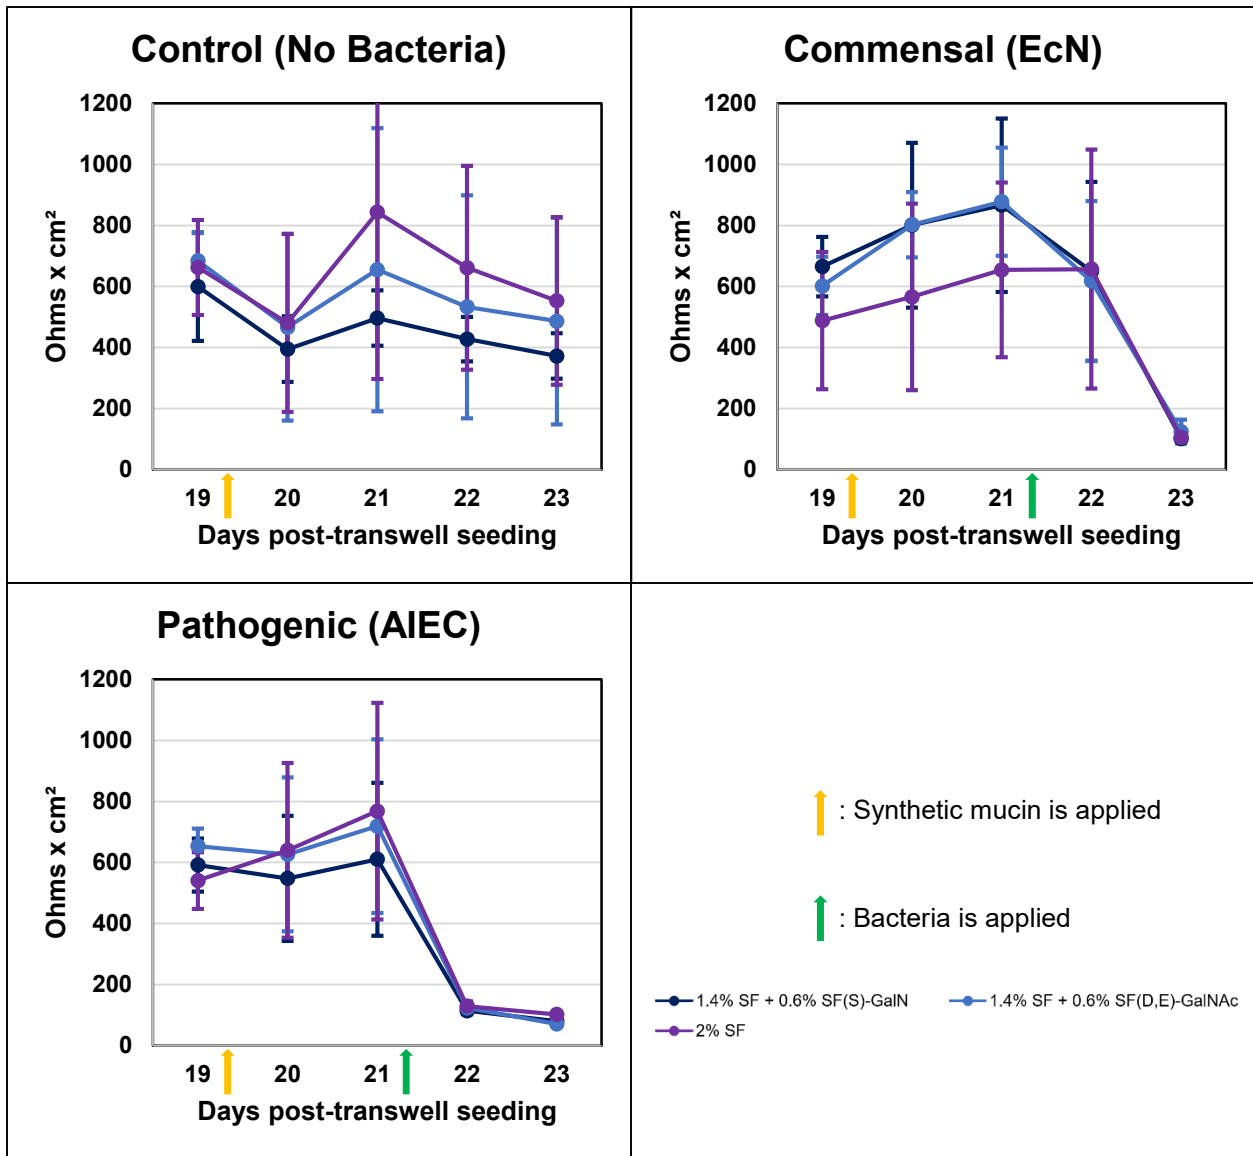 Control (No Bacteria)
1200
1000
800
600
400
200
0
Ohms x cm²
19 20 21 22 23
Days post-transwell seeding
Commensal (EcN)
1200
1000
800
600
400
200
0
Ohms x cm²
19 20 21 22 23
Days post-transwell seeding
Pathogenic (AIEC)
1200
1000
800
600
400
200
0
Ohms x cm²
19 20 21 22 23
Days post-transwell seeding
: Synthetic mucin is applied
: Bacteria is applied
1.4% SF + 0.6% SF(S)-GalN 1.4% SF + 0.6% SF(D,E)-GalNAc
2% SF